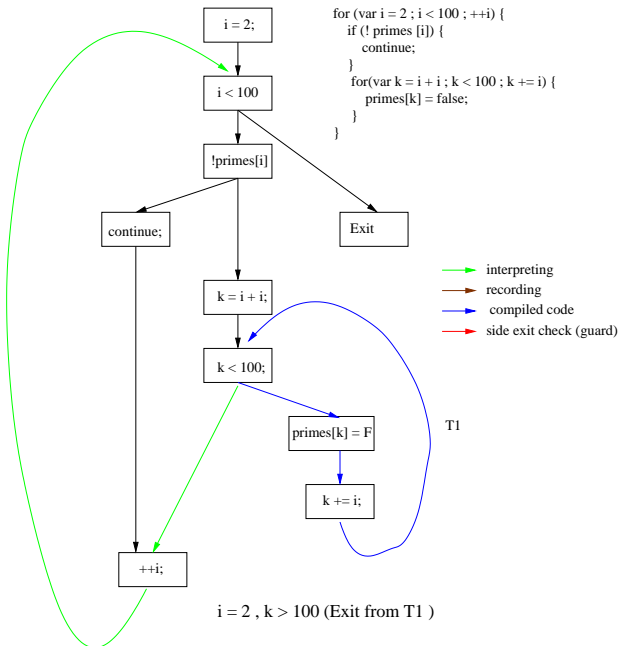 i = 2;
for (var i = 2 ; i < 100 ; ++i) {
if (! primes [i]) {
continue;
}
for(var k = i + i ; k < 100 ; k += i) {
primes[k] = false;
}
}
i < 100
!primes[i]
continue;
Exit
interpreting
recording
compiled code
side exit check (guard)
k = i + i;
k < 100;
primes[k] = F
T1
k += i;
++i;
i = 2 , k > 100 (Exit from T1 )